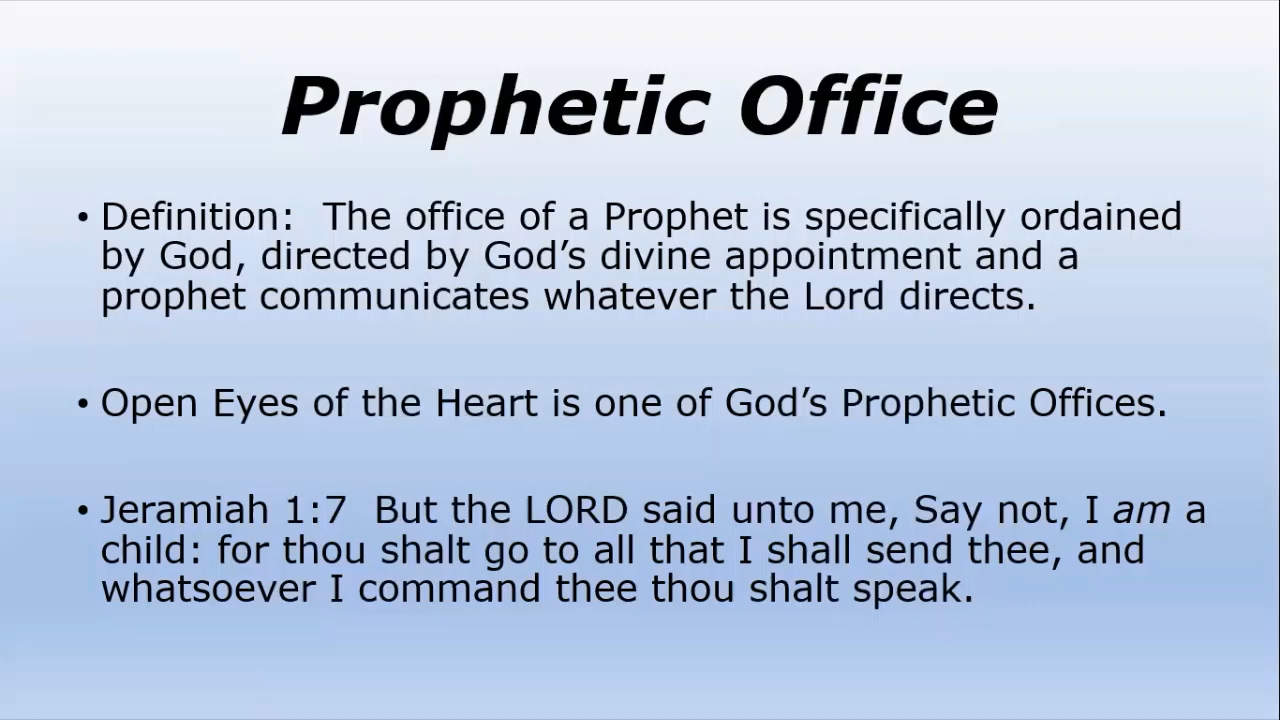 Prophetic Office
• Definition:  The office of a Prophet is specifically ordained
by God, directed by God’s divine appointment and a
prophet communicates whatever the Lord directs.
• Open Eyes of the Heart is one of God’s Prophetic Offices.
• Jeramiah 1:7  But the LORD said unto me, Say not, I am a
child: for thou shalt go to all that I shall send thee, and
whatsoever I command thee thou shalt speak.